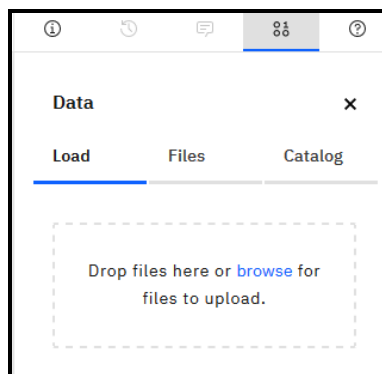 Data
Load Files Catalog
Drop files here or browse for
files to upload.